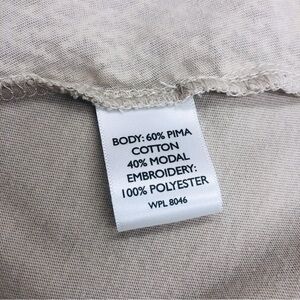 BODY: 60% PIMA
COTTON
40% MODAL
EMBROIDERY:
100% POLYESTER
WPL 8046